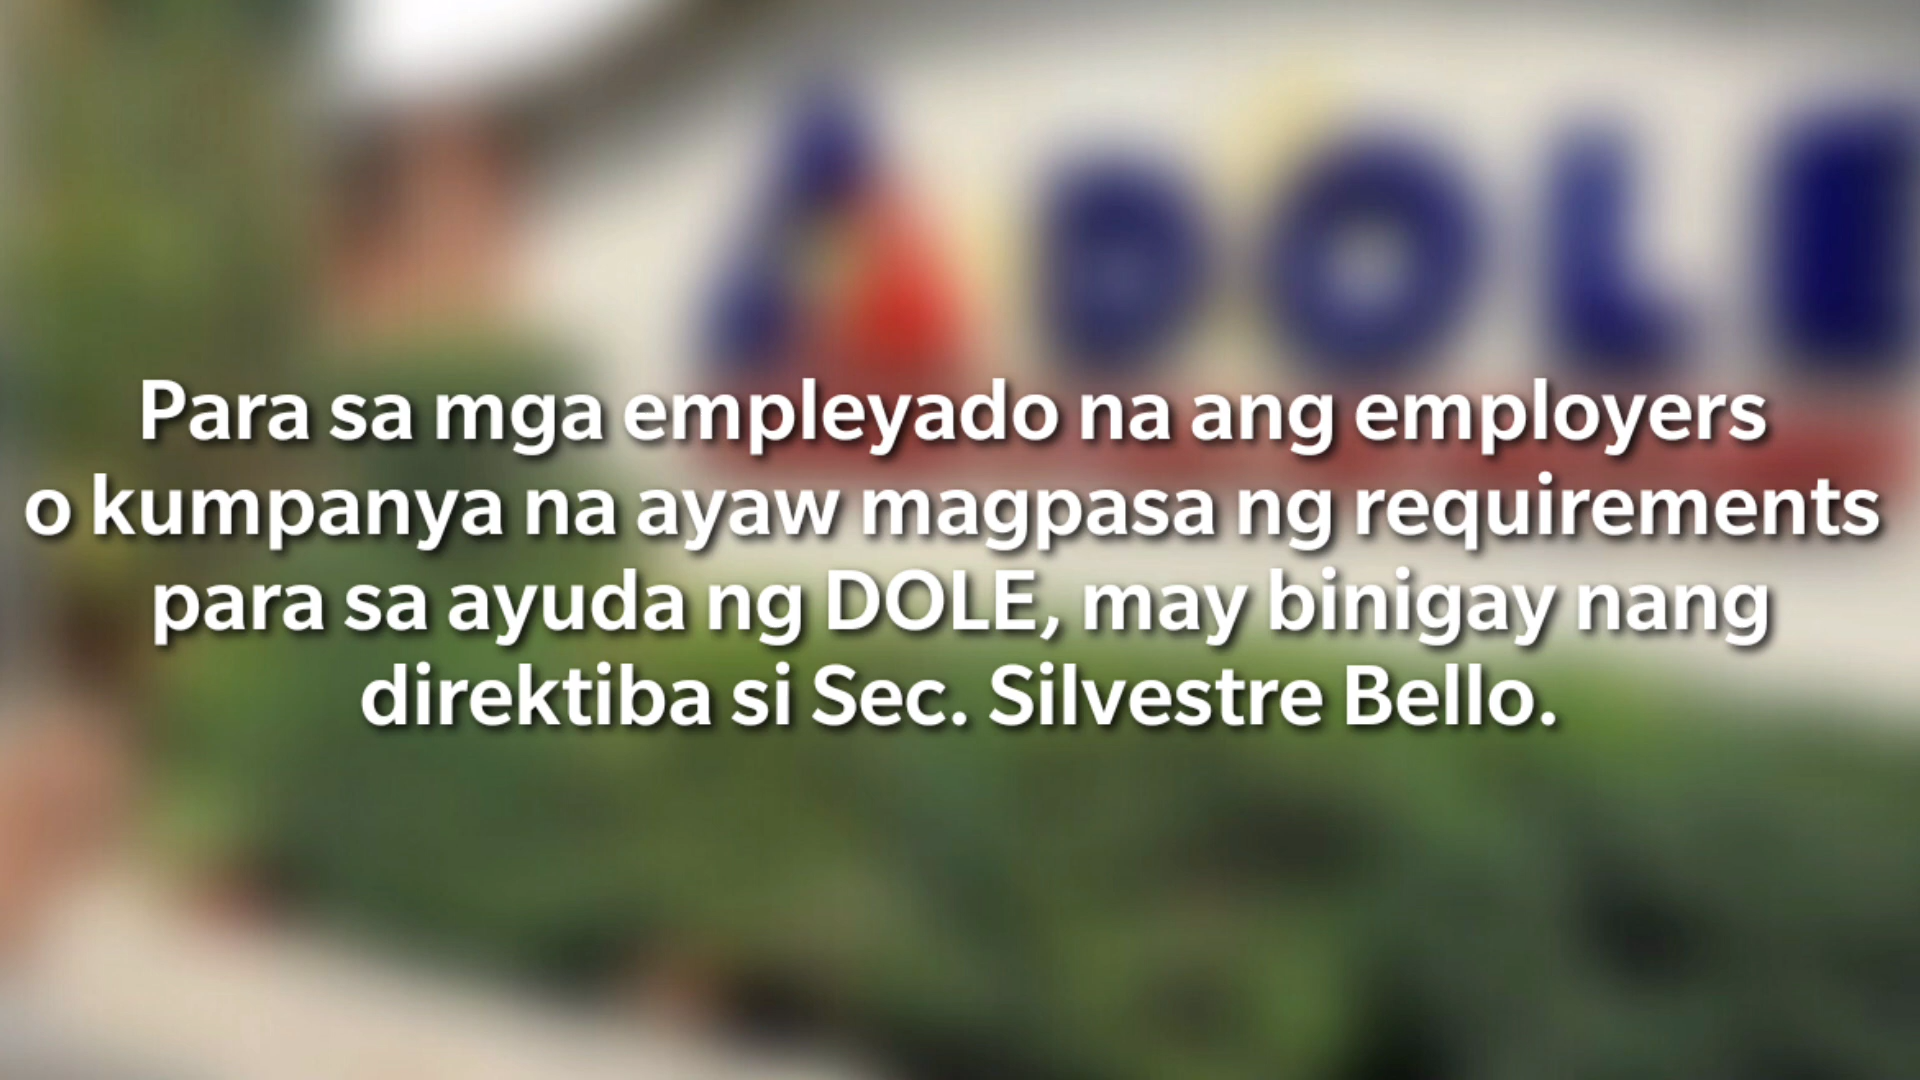 DOLE
Para sa mga empleyado na ang employers
o kumpanya na ayaw magpasa ng requirements
para sa ayuda ng DOLE, may binigay nang
direktiba si Sec. Silvestre Bello.